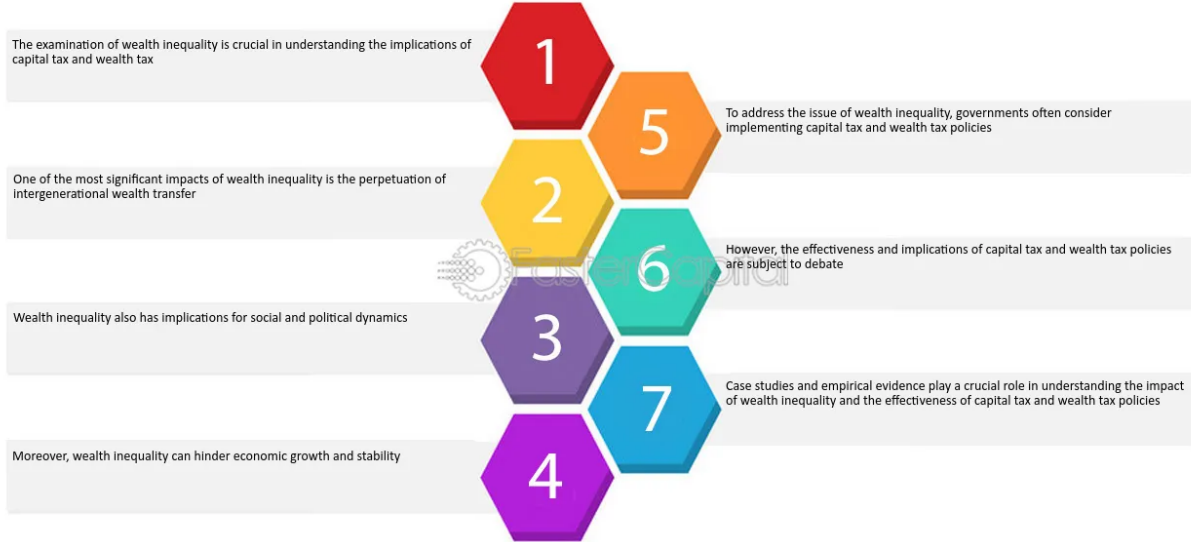 1
The examination of wealth inequality is crucial in understanding the implications of
capital tax and wealth tax
2
One of the most significant impacts of wealth inequality is the perpetuation of
intergenerational wealth transfer
3
Wealth inequality also has implications for social and political dynamics
4
Moreover, wealth inequality can hinder economic growth and stability
5
To address the issue of wealth inequality, governments often consider
implementing capital tax and wealth tax policies
6
However, the effectiveness and implications of capital tax and wealth tax policies
are subject to debate
7
Case studies and empirical evidence play a crucial role in understanding the impact
of wealth inequality and the effectiveness of capital tax and wealth tax policies
FasterCapital